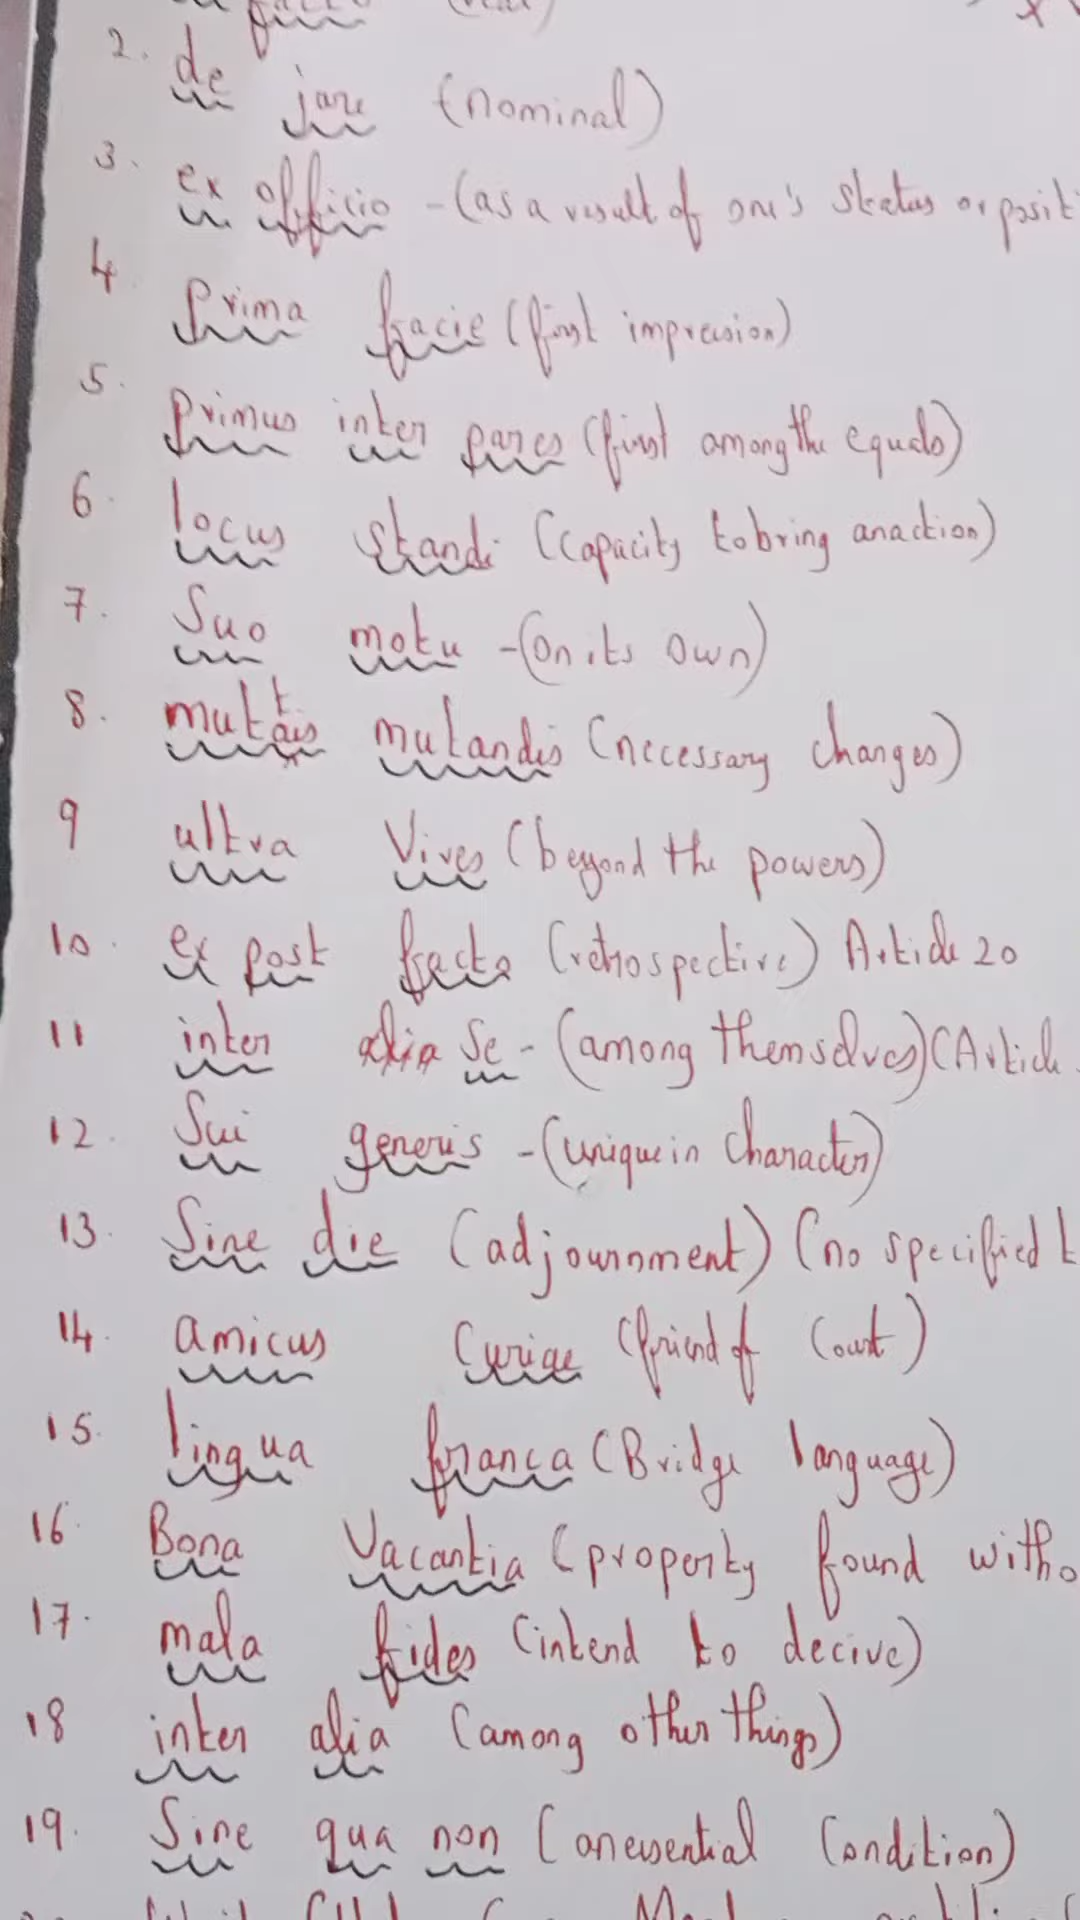 2. de jure (nominal)
3. ex officio - (as a result of one's status or posit
4 Prima facie (first impression)
5. primus inter pares (first among the equals)
6. locus standi (capacity to bring an action)
7. Suo motu - (on its own)
8. mutatis mutandis (necessary changes)
9 ultra Vires (beyond the powers)
10. ex post facto (retrospective) Article 20
11 inter se - (among themselves) (Article
12. Sui generis - (unique in character)
13. Sine die (adjournment) (no specified t
14. amicus Curiae (friend of Court)
15. lingua franca (Bridge language)
16. Bona Vacantia (property found witho
17. mala fides (intend to decive)
18 inter alia (among other things)
19. Sine qua non (an essential Condition)